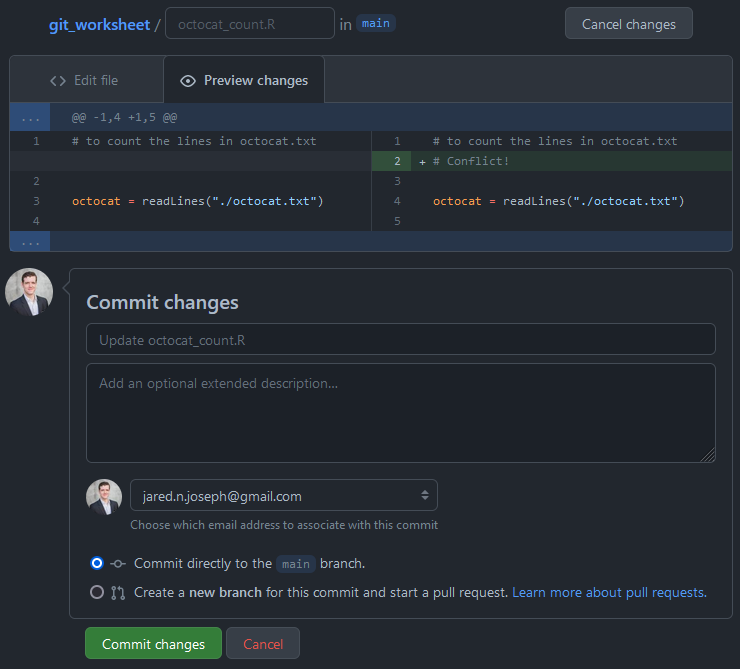 git_worksheet / octocat_count.R in main Cancel changes
<> Edit file Preview changes
... @@ -1,4 +1,5 @@
1 # to count the lines in octocat.txt 1 # to count the lines in octocat.txt
2 + # Conflict!
2 3
3 octocat = readLines("./octocat.txt") 4 octocat = readLines("./octocat.txt")
4 5
...
Commit changes
Update octocat_count.R
Add an optional extended description...
jared.n.joseph@gmail.com
Choose which email address to associate with this commit
Commit directly to the main branch.
Create a new branch for this commit and start a pull request. Learn more about pull requests.
Commit changes Cancel